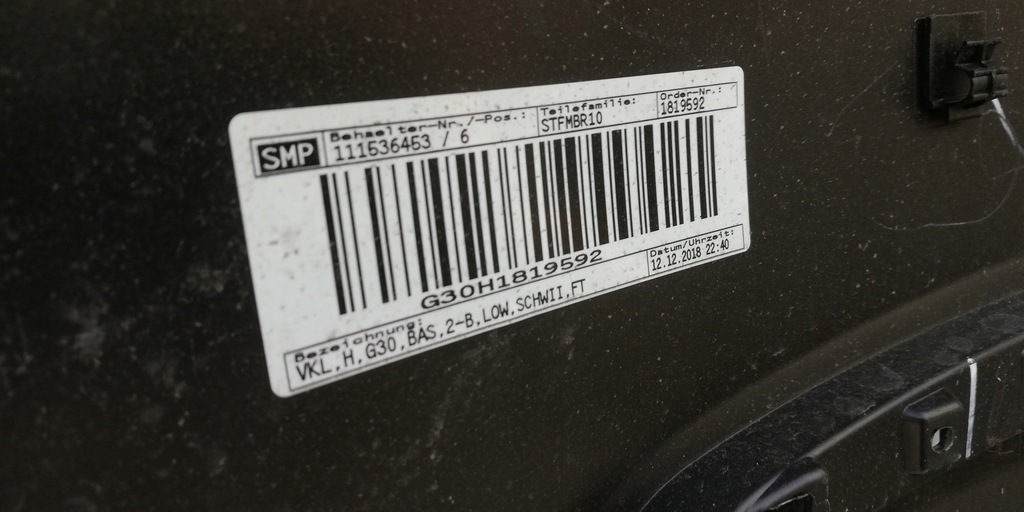 SMP
Behaelter-Nr./-Pos.:
111536453 / 6
Teilefamilie:
STFMBR10
Order-Nr.:
1819592
G30H1819592
Datum/Uhrzeit:
12.12.2018 22:40
Bezeichnung:
VKL,H,G30,BAS,2-B,LOW,SCHWII,FT